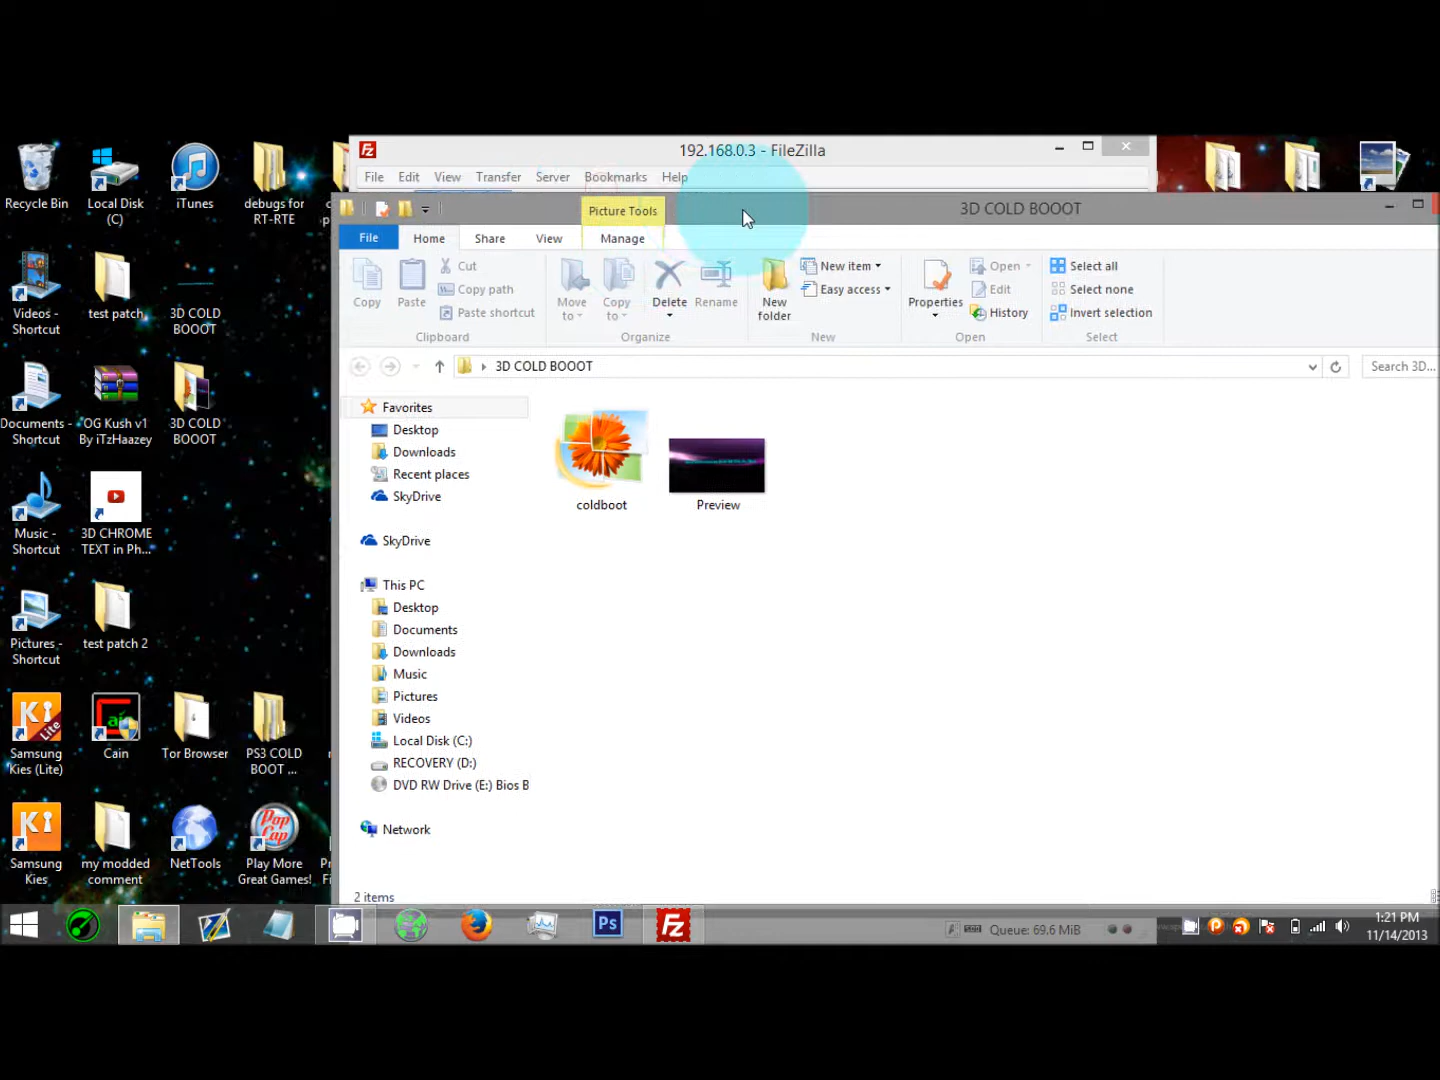 192.168.0.3 - FileZilla
File Edit View Transfer Server Bookmarks Help
Picture Tools
3D COLD BOOOT
File Home Share View Manage
Copy
Paste
Cut
Copy path
Paste shortcut
Clipboard
Move to
Copy to
Delete
Rename
Organize
New folder
New item
Easy access
New
Properties
Open
Edit
History
Open
Select all
Select none
Invert selection
Select
3D COLD BOOOT
Search 3D...
Favorites
Desktop
Downloads
Recent places
SkyDrive
SkyDrive
This PC
Desktop
Documents
Downloads
Music
Pictures
Videos
Local Disk (C:)
RECOVERY (D:)
DVD RW Drive (E:) Bios B
Network
coldboot
Preview
2 items
Recycle Bin
Local Disk (C)
iTunes
debugs for RT-RTE
Videos - Shortcut
test patch
3D COLD BOOOT
Documents - Shortcut
OG Kush v1 By iTzHaazey
3D COLD BOOOT
Music - Shortcut
3D CHROME TEXT in Ph...
Pictures - Shortcut
test patch 2
Ki Lite
Samsung Kies (Lite)
Cain
Tor Browser
PS3 COLD BOOT ...
Ki
Samsung Kies
my modded comment
NetTools
Pop Cap
Play More Great Games!
Ps
Fz
Queue: 69.6 MiB
1:21 PM
11/14/2013